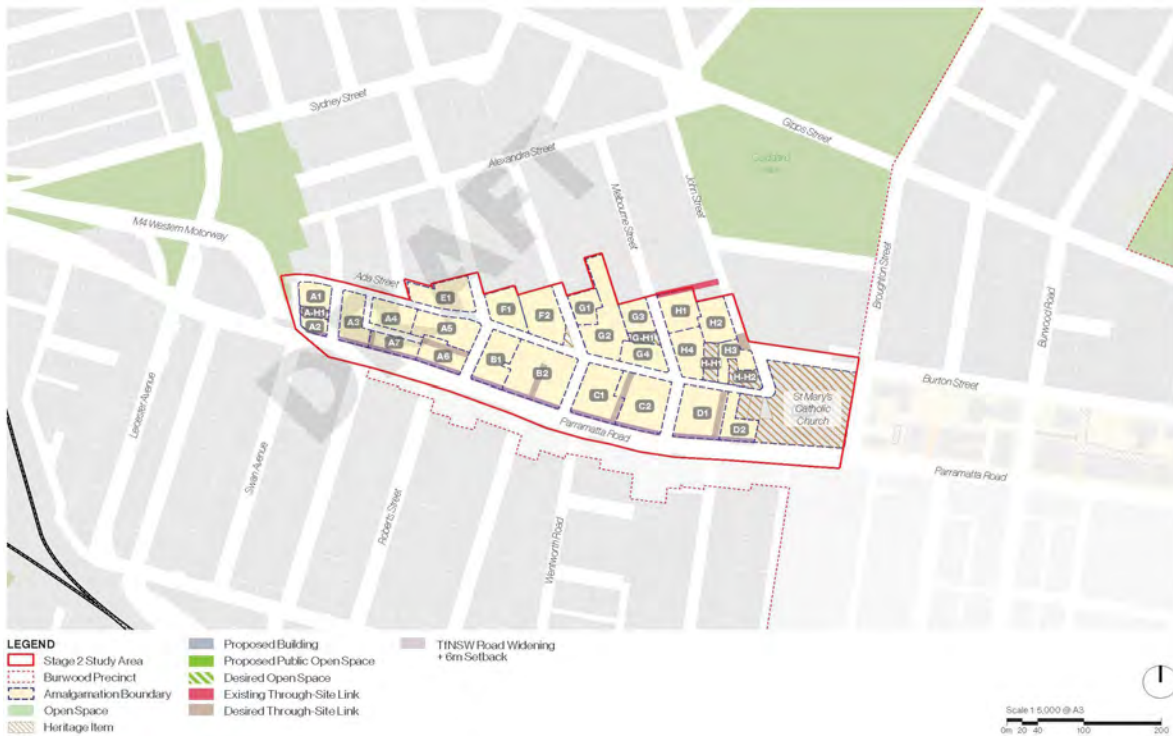 Sydney Street
Gipps Street
Alexandra Street
DRAFT
Melbourne Street
John Street
M4 Western Motorway
Ada Street
Broughton Street
Burwood Road
E1
A1
A-H1
A2
A3
A4
A5
A7
A6
F1
F2
G1
G2
G3
G-H1
G4
H1
H2
H3
H4
H-H1
H-H2
B1
B2
C1
C2
D1
D2
St Mary's
Catholic
Church
Burton Street
Parramatta Road
Parramatta Road
Leicester Avenue
Swan Avenue
Roberts Street
Wentworth Road
LEGEND
Stage 2 Study Area
Burwood Precinct
Amalgamation Boundary
Open Space
Heritage Item
Proposed Building
Proposed Public Open Space
Desired Open Space
Existing Through-Site Link
Desired Through-Site Link
TfNSW Road Widening
+ 6m Setback
Scale 1:5,000 @ A3
0m 20 40 100 200